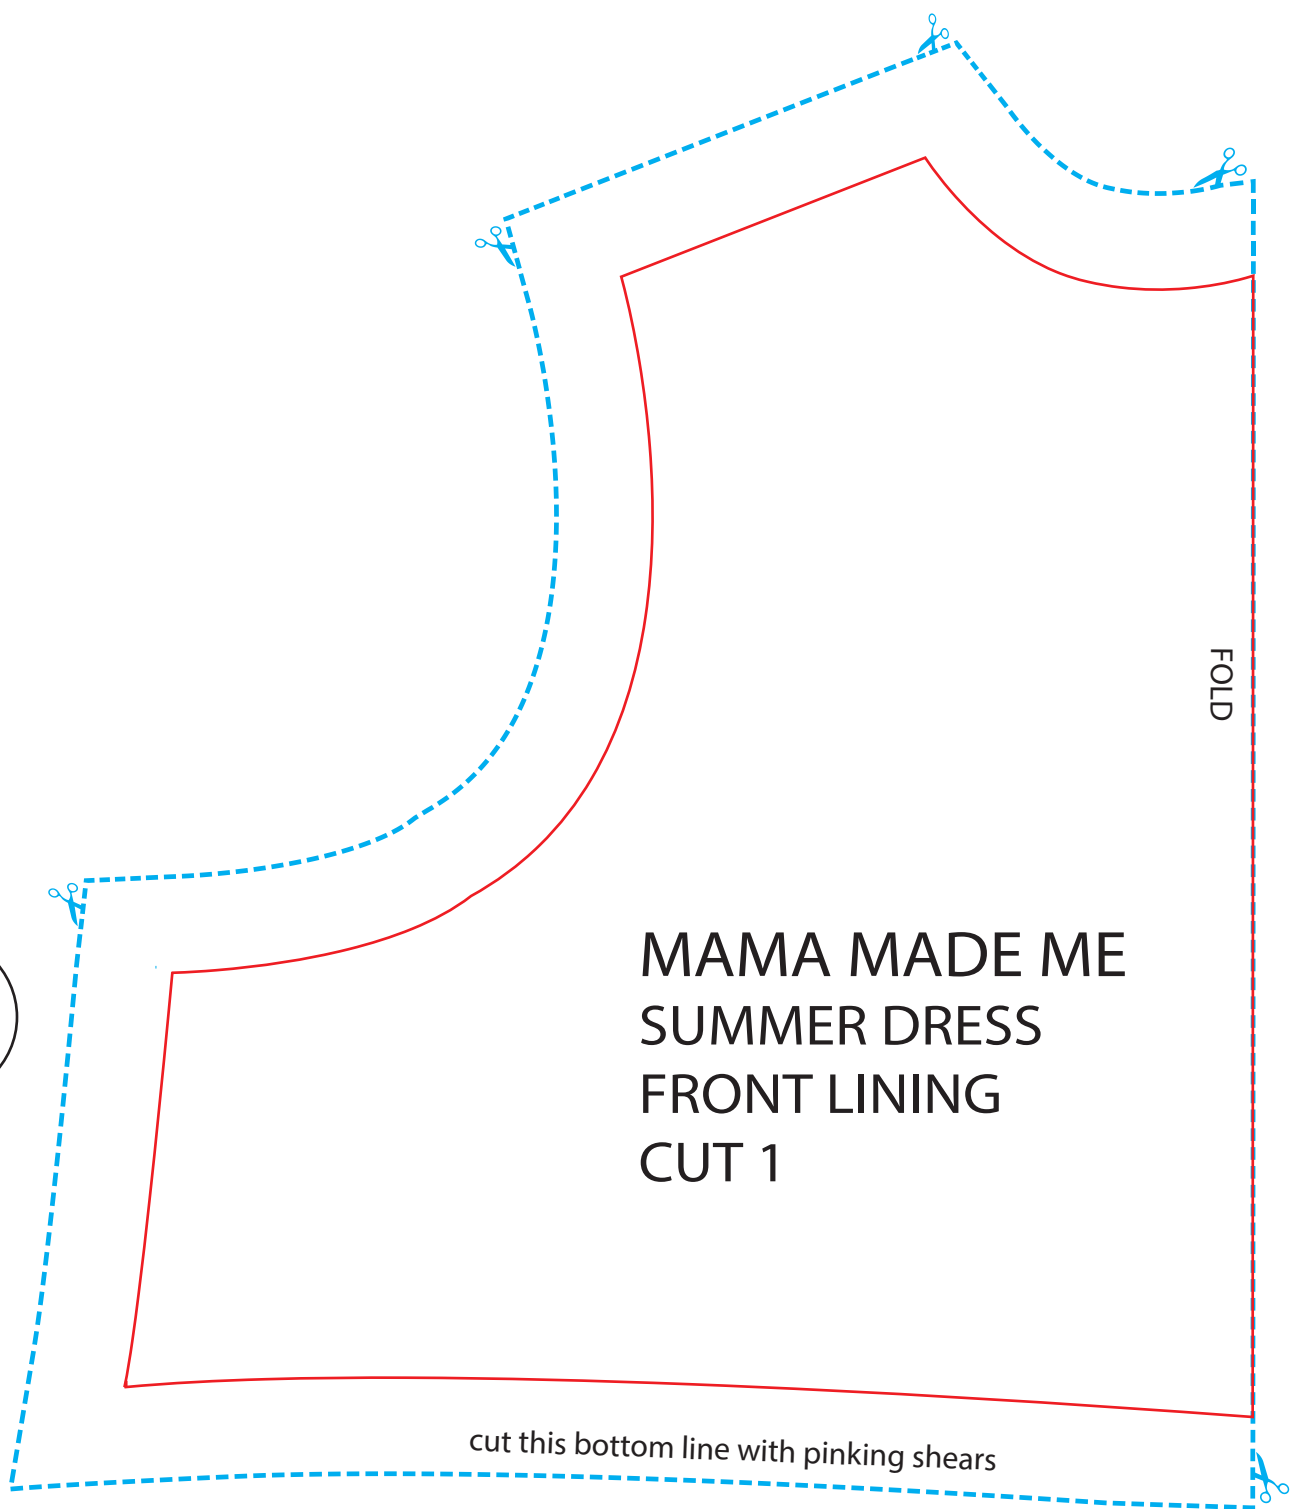 FOLD
MAMA MADE ME
SUMMER DRESS
FRONT LINING
CUT 1
cut this bottom line with pinking shears